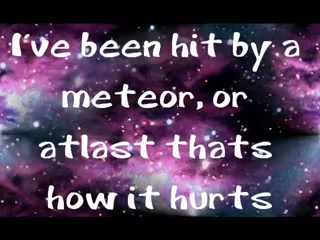 I've been hit by a
meteor, or
atlast thats
how it hurts